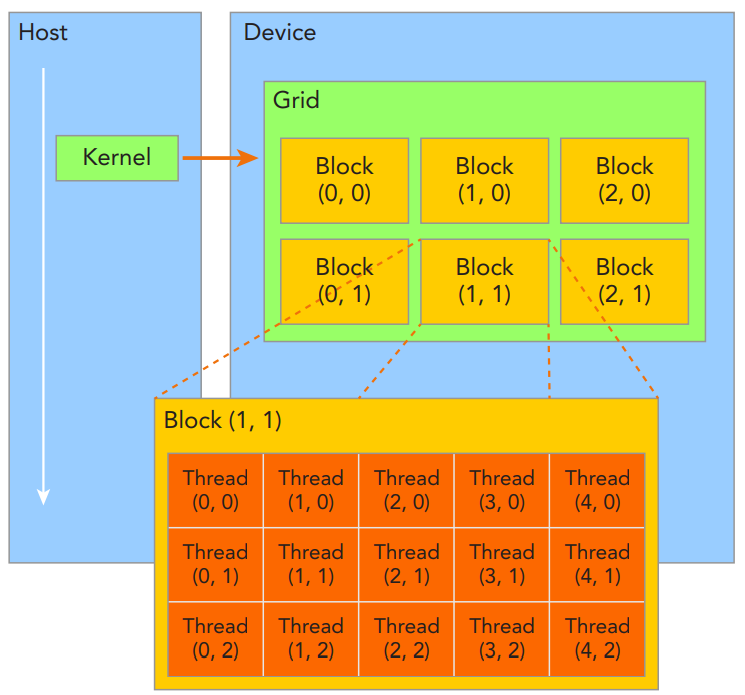 Host
Device
Grid
Kernel
Block
(0, 0)
Block
(1, 0)
Block
(2, 0)
Block
(0, 1)
Block
(1, 1)
Block
(2, 1)
Block (1, 1)
Thread
(0, 0)
Thread
(1, 0)
Thread
(2, 0)
Thread
(3, 0)
Thread
(4, 0)
Thread
(0, 1)
Thread
(1, 1)
Thread
(2, 1)
Thread
(3, 1)
Thread
(4, 1)
Thread
(0, 2)
Thread
(1, 2)
Thread
(2, 2)
Thread
(3, 2)
Thread
(4, 2)